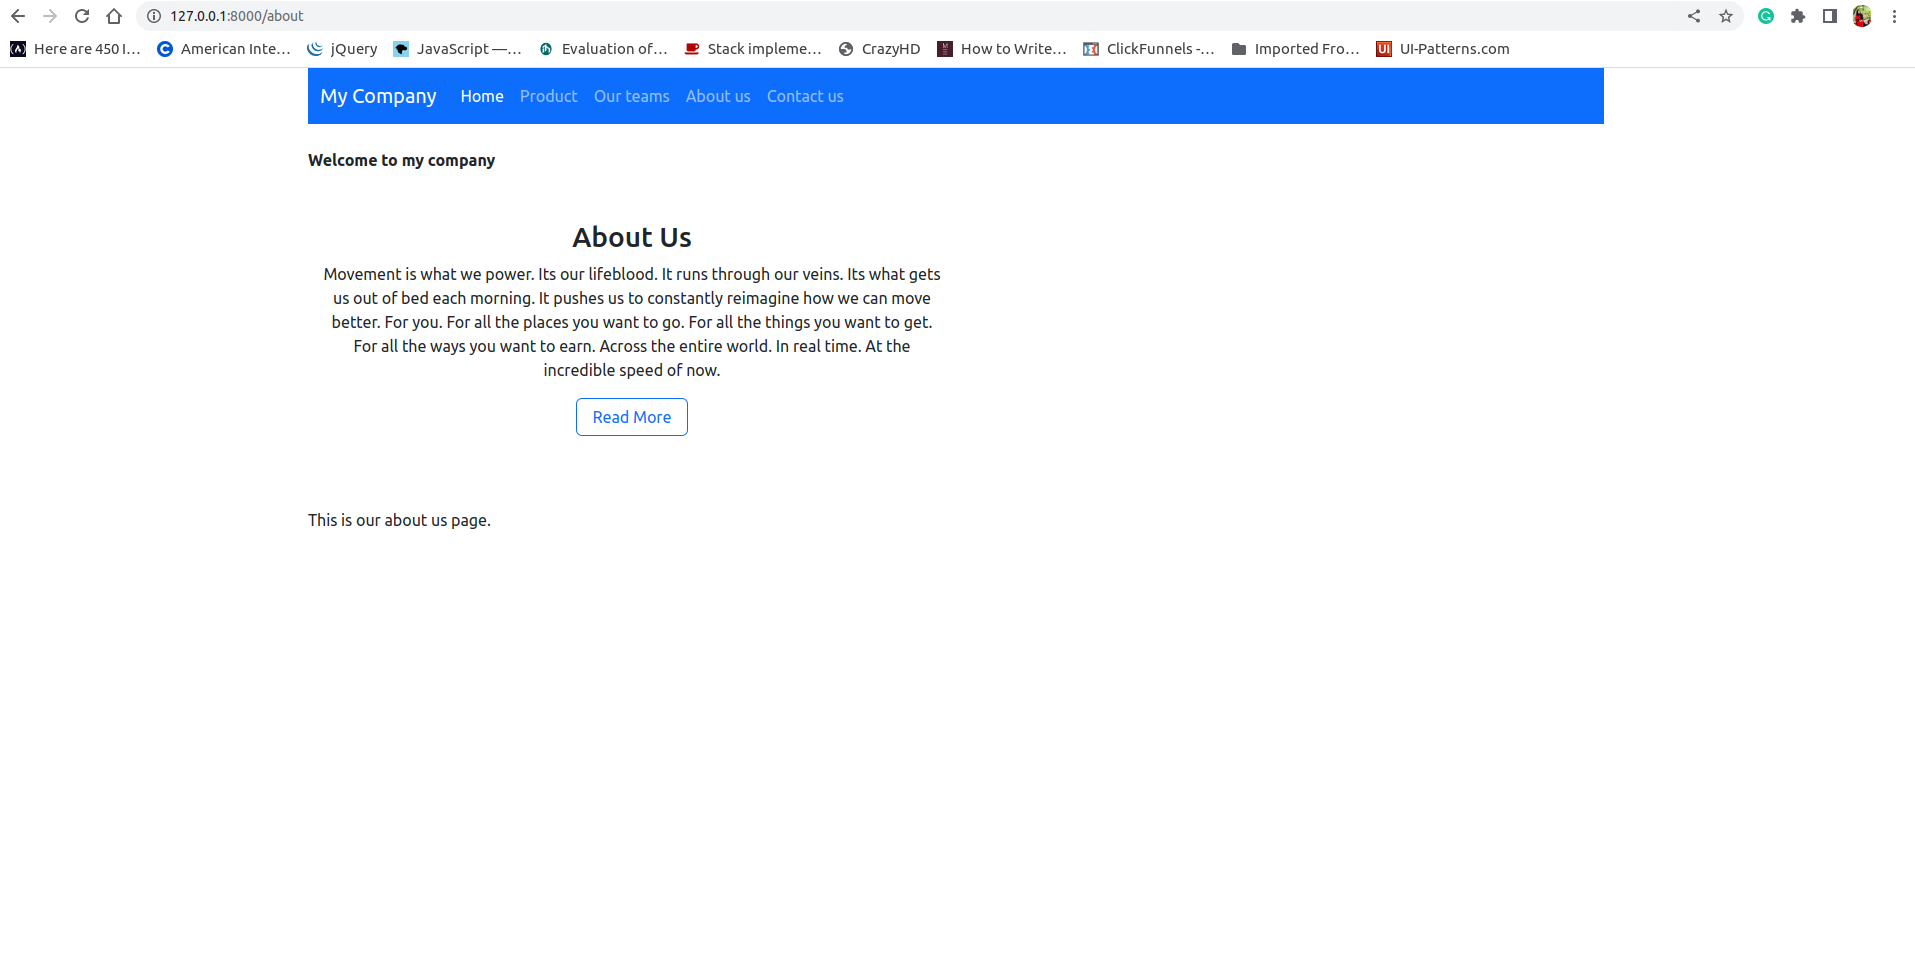 127.0.0.1:8000/about
Here are 450 I... American Inte... jQuery JavaScript —... Evaluation of... Stack impleme... CrazyHD How to Write... ClickFunnels -... Imported Fro... UI UI-Patterns.com
My Company Home Product Our teams About us Contact us
Welcome to my company
About Us
Movement is what we power. Its our lifeblood. It runs through our veins. Its what gets
us out of bed each morning. It pushes us to constantly reimagine how we can move
better. For you. For all the places you want to go. For all the things you want to get.
For all the ways you want to earn. Across the entire world. In real time. At the
incredible speed of now.
Read More
This is our about us page.